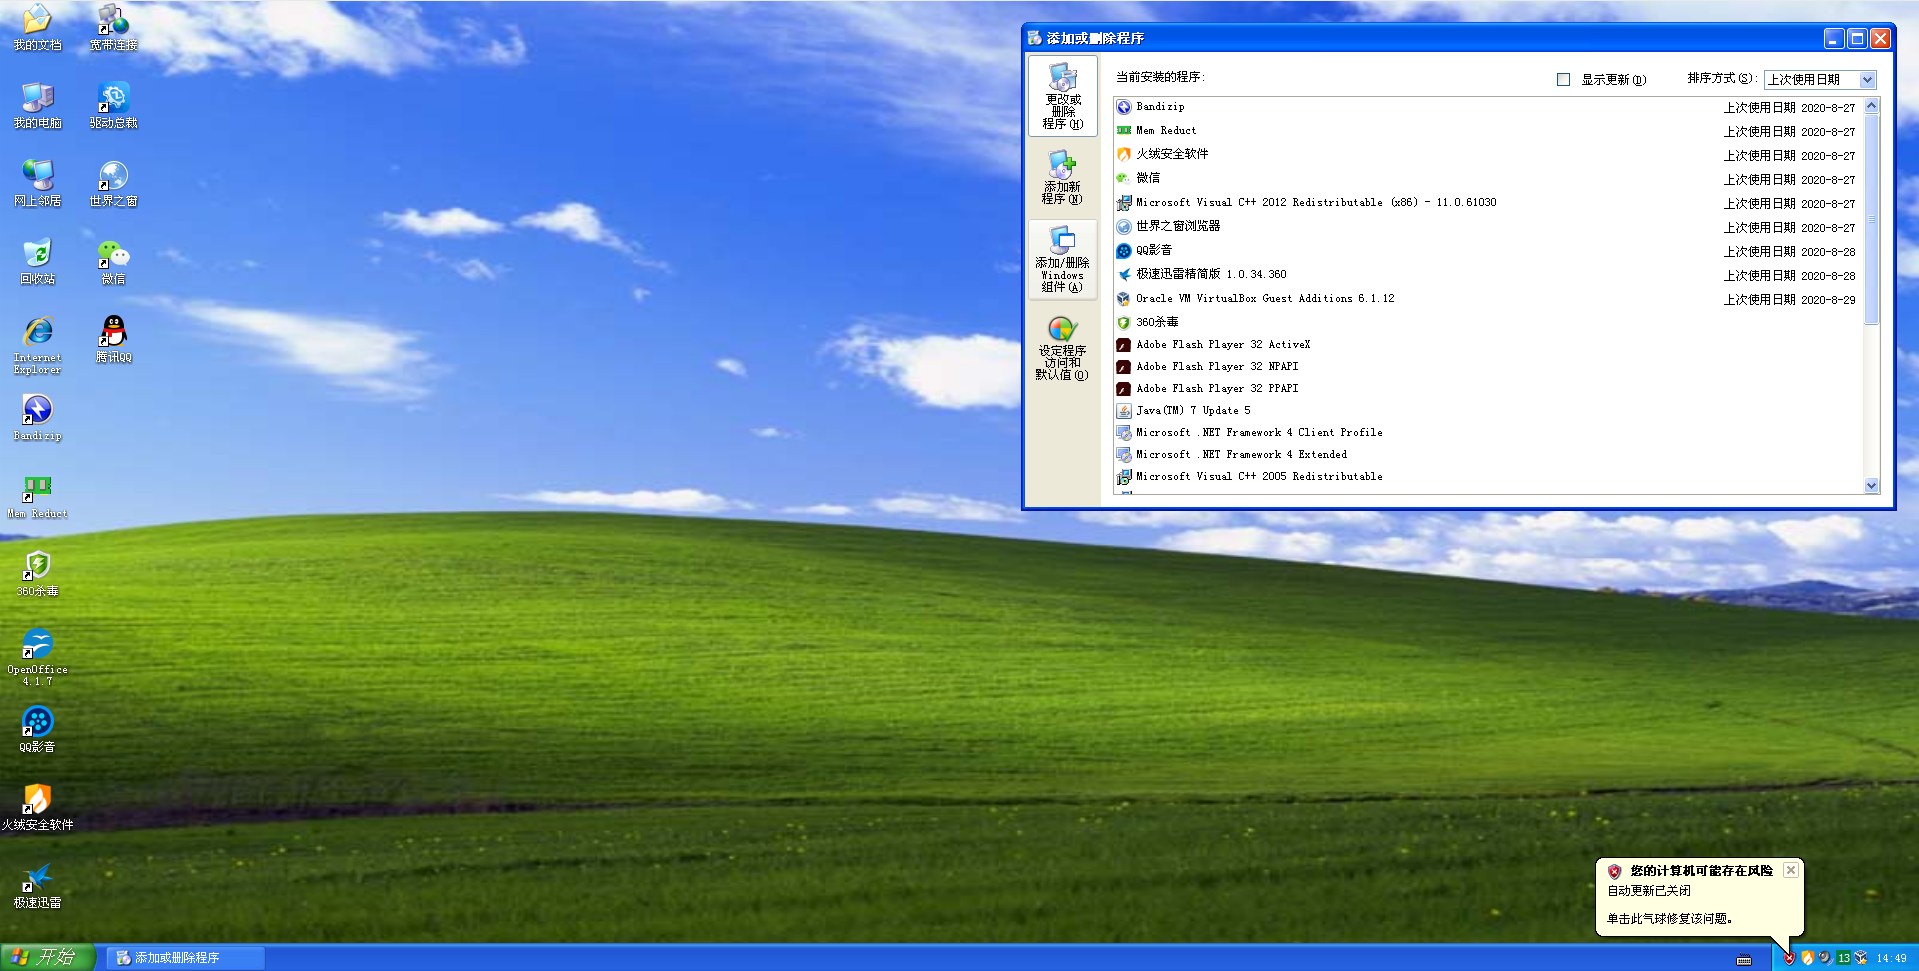 我的文档
宽带连接
我的电脑
驱动总裁
网上邻居
世界之窗
回收站
微信
Internet
Explorer
腾讯QQ
Bandizip
Mem Reduct
360杀毒
OpenOffice
4.1.7
QQ影音
火绒安全软件
极速迅雷
添加或删除程序
更改或
删除
程序(H)
添加新
程序(N)
添加/删除
Windows
组件(A)
设定程序
访问和
默认值(O)
当前安装的程序:
显示更新(D)
排序方式(S):
上次使用日期
Bandizip 上次使用日期 2020-8-27
Mem Reduct 上次使用日期 2020-8-27
火绒安全软件 上次使用日期 2020-8-27
微信 上次使用日期 2020-8-27
Microsoft Visual C++ 2012 Redistributable (x86) - 11.0.61030 上次使用日期 2020-8-27
世界之窗浏览器 上次使用日期 2020-8-27
QQ影音 上次使用日期 2020-8-28
极速迅雷精简版 1.0.34.360 上次使用日期 2020-8-28
Oracle VM VirtualBox Guest Additions 6.1.12 上次使用日期 2020-8-29
360杀毒
Adobe Flash Player 32 ActiveX
Adobe Flash Player 32 NPAPI
Adobe Flash Player 32 PPAPI
Java(TM) 7 Update 5
Microsoft .NET Framework 4 Client Profile
Microsoft .NET Framework 4 Extended
Microsoft Visual C++ 2005 Redistributable
您的计算机可能存在风险
自动更新已关闭
单击此气球修复该问题。
开始
添加或删除程序
13
14:49